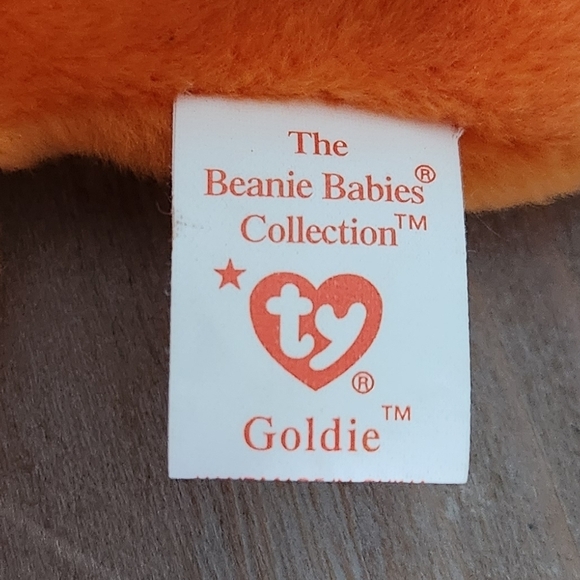 The
Beanie Babies®
Collection™
ty®
Goldie™